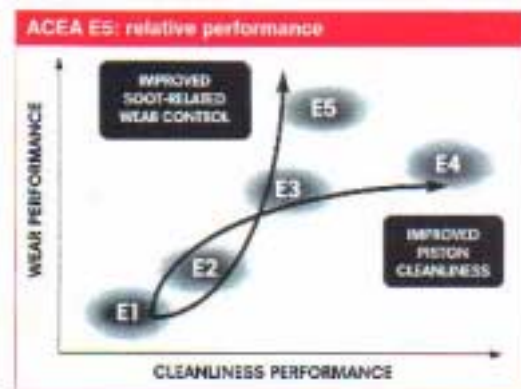 ACEA E5: relative performance
IMPROVED
SOOT-RELATED
WEAR CONTROL
E5
E4
E3
IMPROVED
PISTON
CLEANLINESS
E2
E1
WEAR PERFORMANCE
CLEANLINESS PERFORMANCE